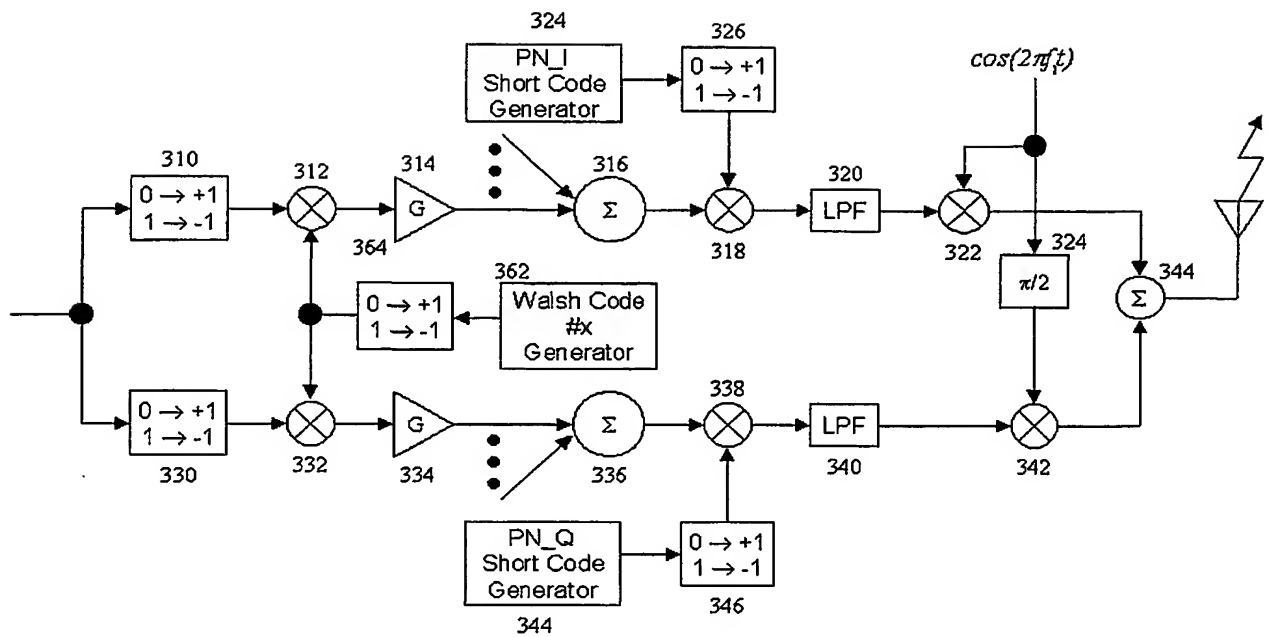 324
326
PN_I
Short Code
Generator
0 → +1
1 → -1
cos(2πf₁t)
310
0 → +1
1 → -1
312
314
G
316
Σ
318
320
LPF
322
324
π/2
344
Σ
364
362
0 → +1
1 → -1
Walsh Code
#x
Generator
0 → +1
1 → -1
330
332
G
334
Σ
336
338
LPF
340
342
PN_Q
Short Code
Generator
0 → +1
1 → -1
344
346